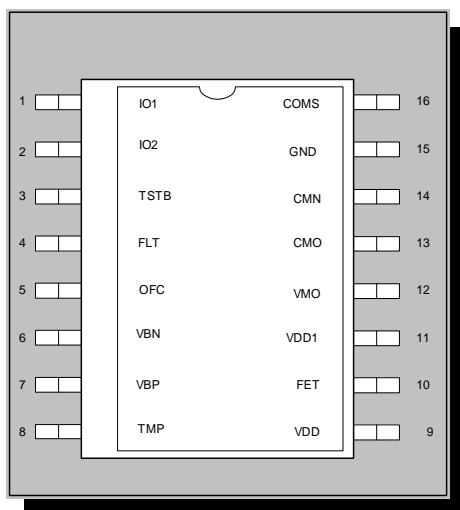 1 IO1 COMS 16
2 IO2 GND 15
3 TSTB CMN 14
4 FLT CMO 13
5 OFC VMO 12
6 VBN VDD1 11
7 VBP FET 10
8 TMP VDD 9